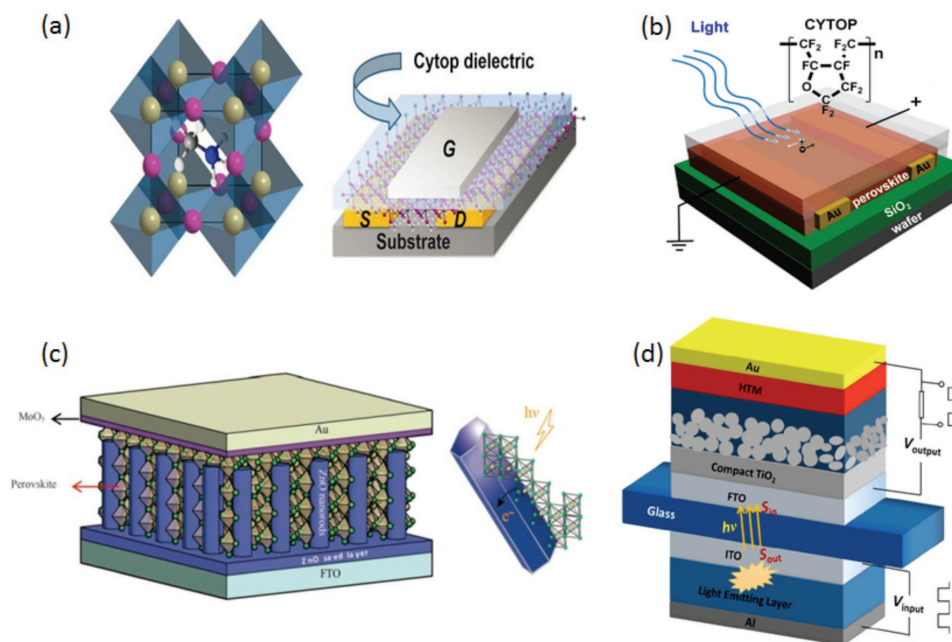 (a)
Cytop dielectric
G
S
D
Substrate
(b)
Light
CYTOP
CF₂ F₂C
n
FC CF
O CF₂
C
F₂
+
Au
perovskite
Au
SiO₂
wafer
(c)
MoO₃
Au
Perovskite
ZnO nanorods
ZnO seed layer
FTO
hν
e⁻
(d)
Au
HTM
Compact TiO₂
Voutput
FTO
Sin
Glass
hν
Sout
ITO
Light Emitting Layer
Vinput
Al